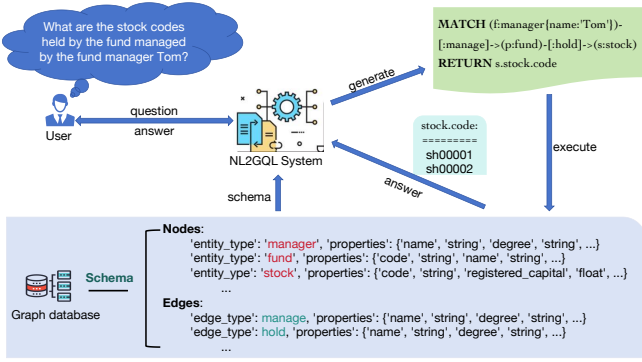 What are the stock codes
held by the fund managed
by the fund manager Tom?
User
question
answer
NL2GQL System
generate
MATCH (f:manager{name:'Tom'})-
[:manage]->(p:fund)-[:hold]->(s:stock)
RETURN s.stock.code
execute
stock.code:
=========
sh00001
sh00002
answer
schema
Graph database
Schema
Nodes:
'entity_type': 'manager', 'properties': {'name', 'string', 'degree', 'string', ...}
'entity_type': 'fund', 'properties': {'code', 'string', 'name', 'string', ...}
'entity_ype': 'stock', 'properties': {'code', 'string', 'registered_capital', 'float', ...}
...
Edges:
'edge_type': manage, 'properties': {'name', 'string', 'degree', 'string', ...}
'edge_type': hold, 'properties': {'name', 'string', 'degree', 'string', ...}
...